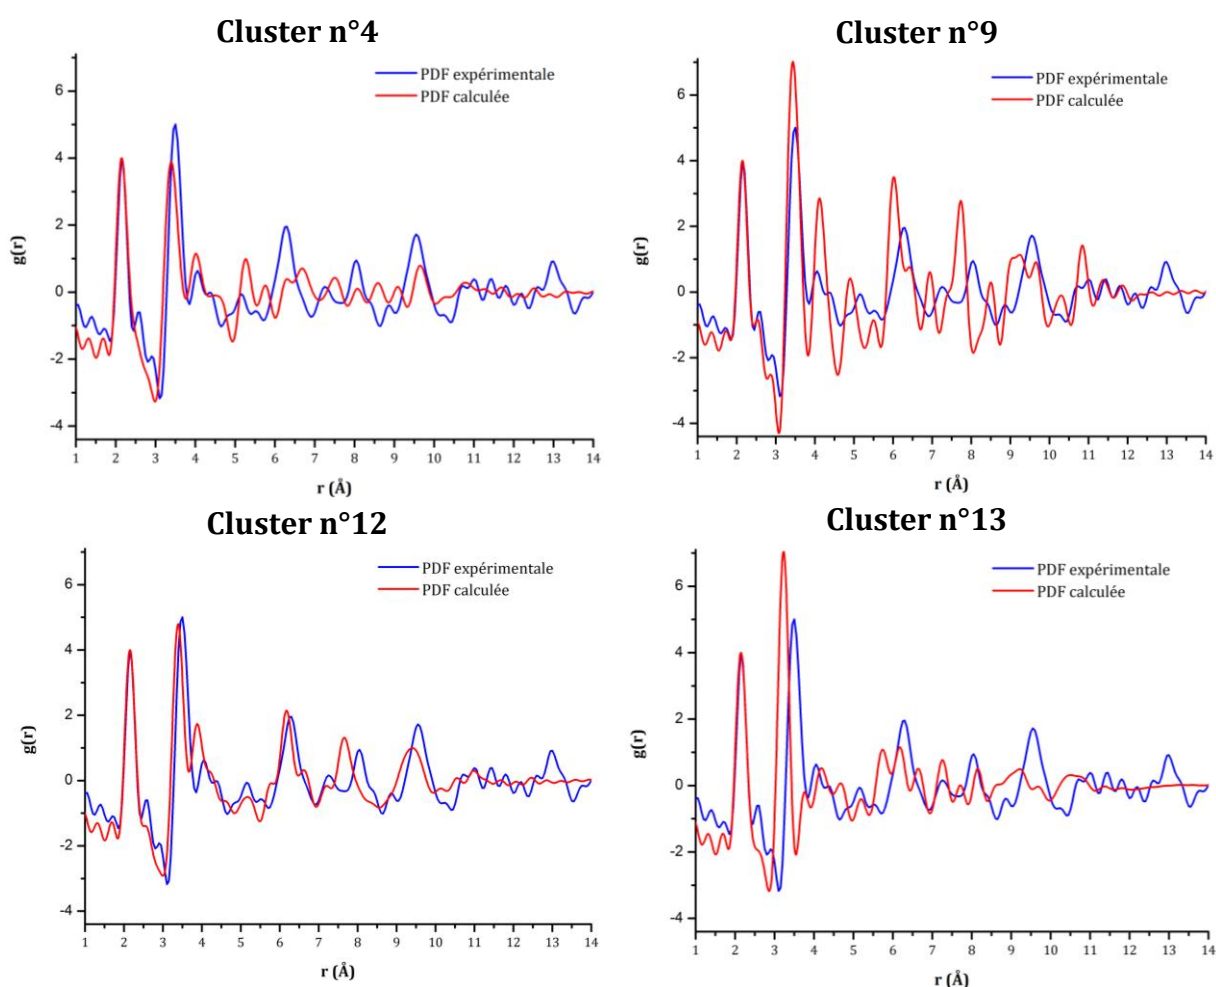 Cluster n°4
PDF expérimentale
PDF calculée
6
4
2
0
-2
-4
g(r)
1 2 3 4 5 6 7 8 9 10 11 12 13 14
r (Å)
Cluster n°9
PDF expérimentale
PDF calculée
6
4
2
0
-2
-4
g(r)
1 2 3 4 5 6 7 8 9 10 11 12 13 14
r (Å)
Cluster n°12
PDF expérimentale
PDF calculée
6
4
2
0
-2
-4
g(r)
1 2 3 4 5 6 7 8 9 10 11 12 13 14
r (Å)
Cluster n°13
PDF expérimentale
PDF calculée
6
4
2
0
-2
-4
g(r)
1 2 3 4 5 6 7 8 9 10 11 12 13 14
r (Å)